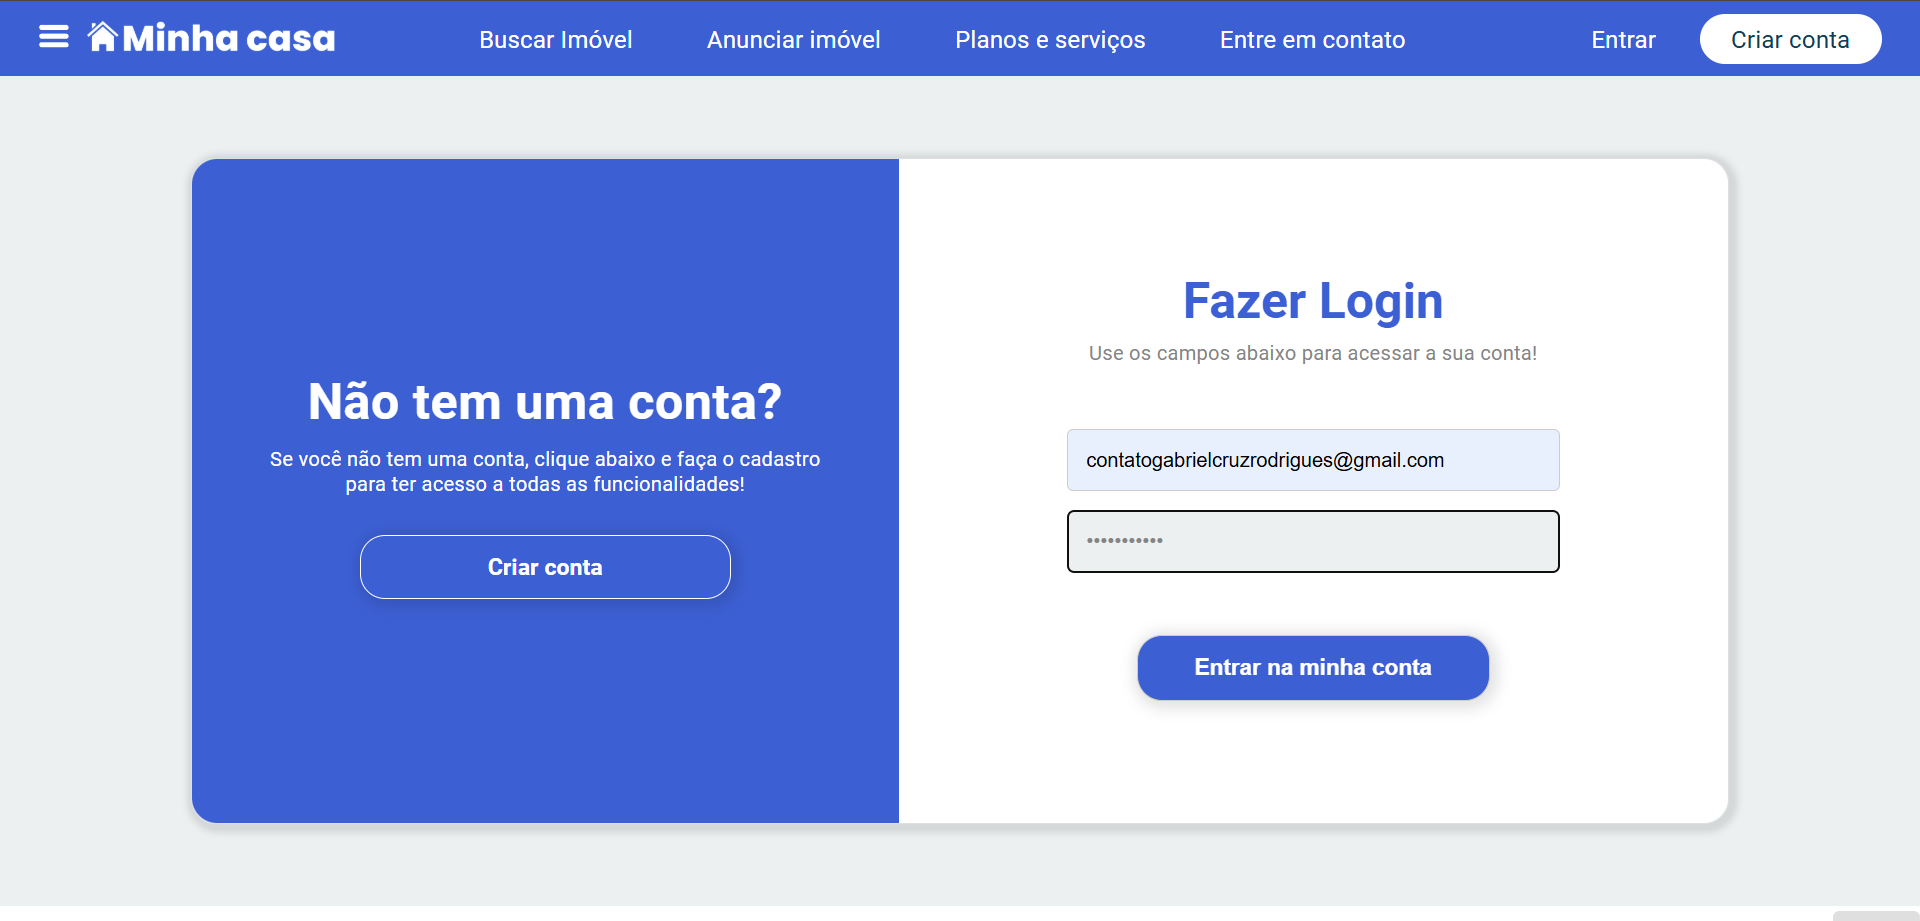 Minha casa
Buscar Imóvel
Anunciar imóvel
Planos e serviços
Entre em contato
Entrar
Criar conta
Não tem uma conta?
Se você não tem uma conta, clique abaixo e faça o cadastro
para ter acesso a todas as funcionalidades!
Criar conta
Fazer Login
Use os campos abaixo para acessar a sua conta!
contatogabrielcruzrodrigues@gmail.com
•••••••••••
Entrar na minha conta